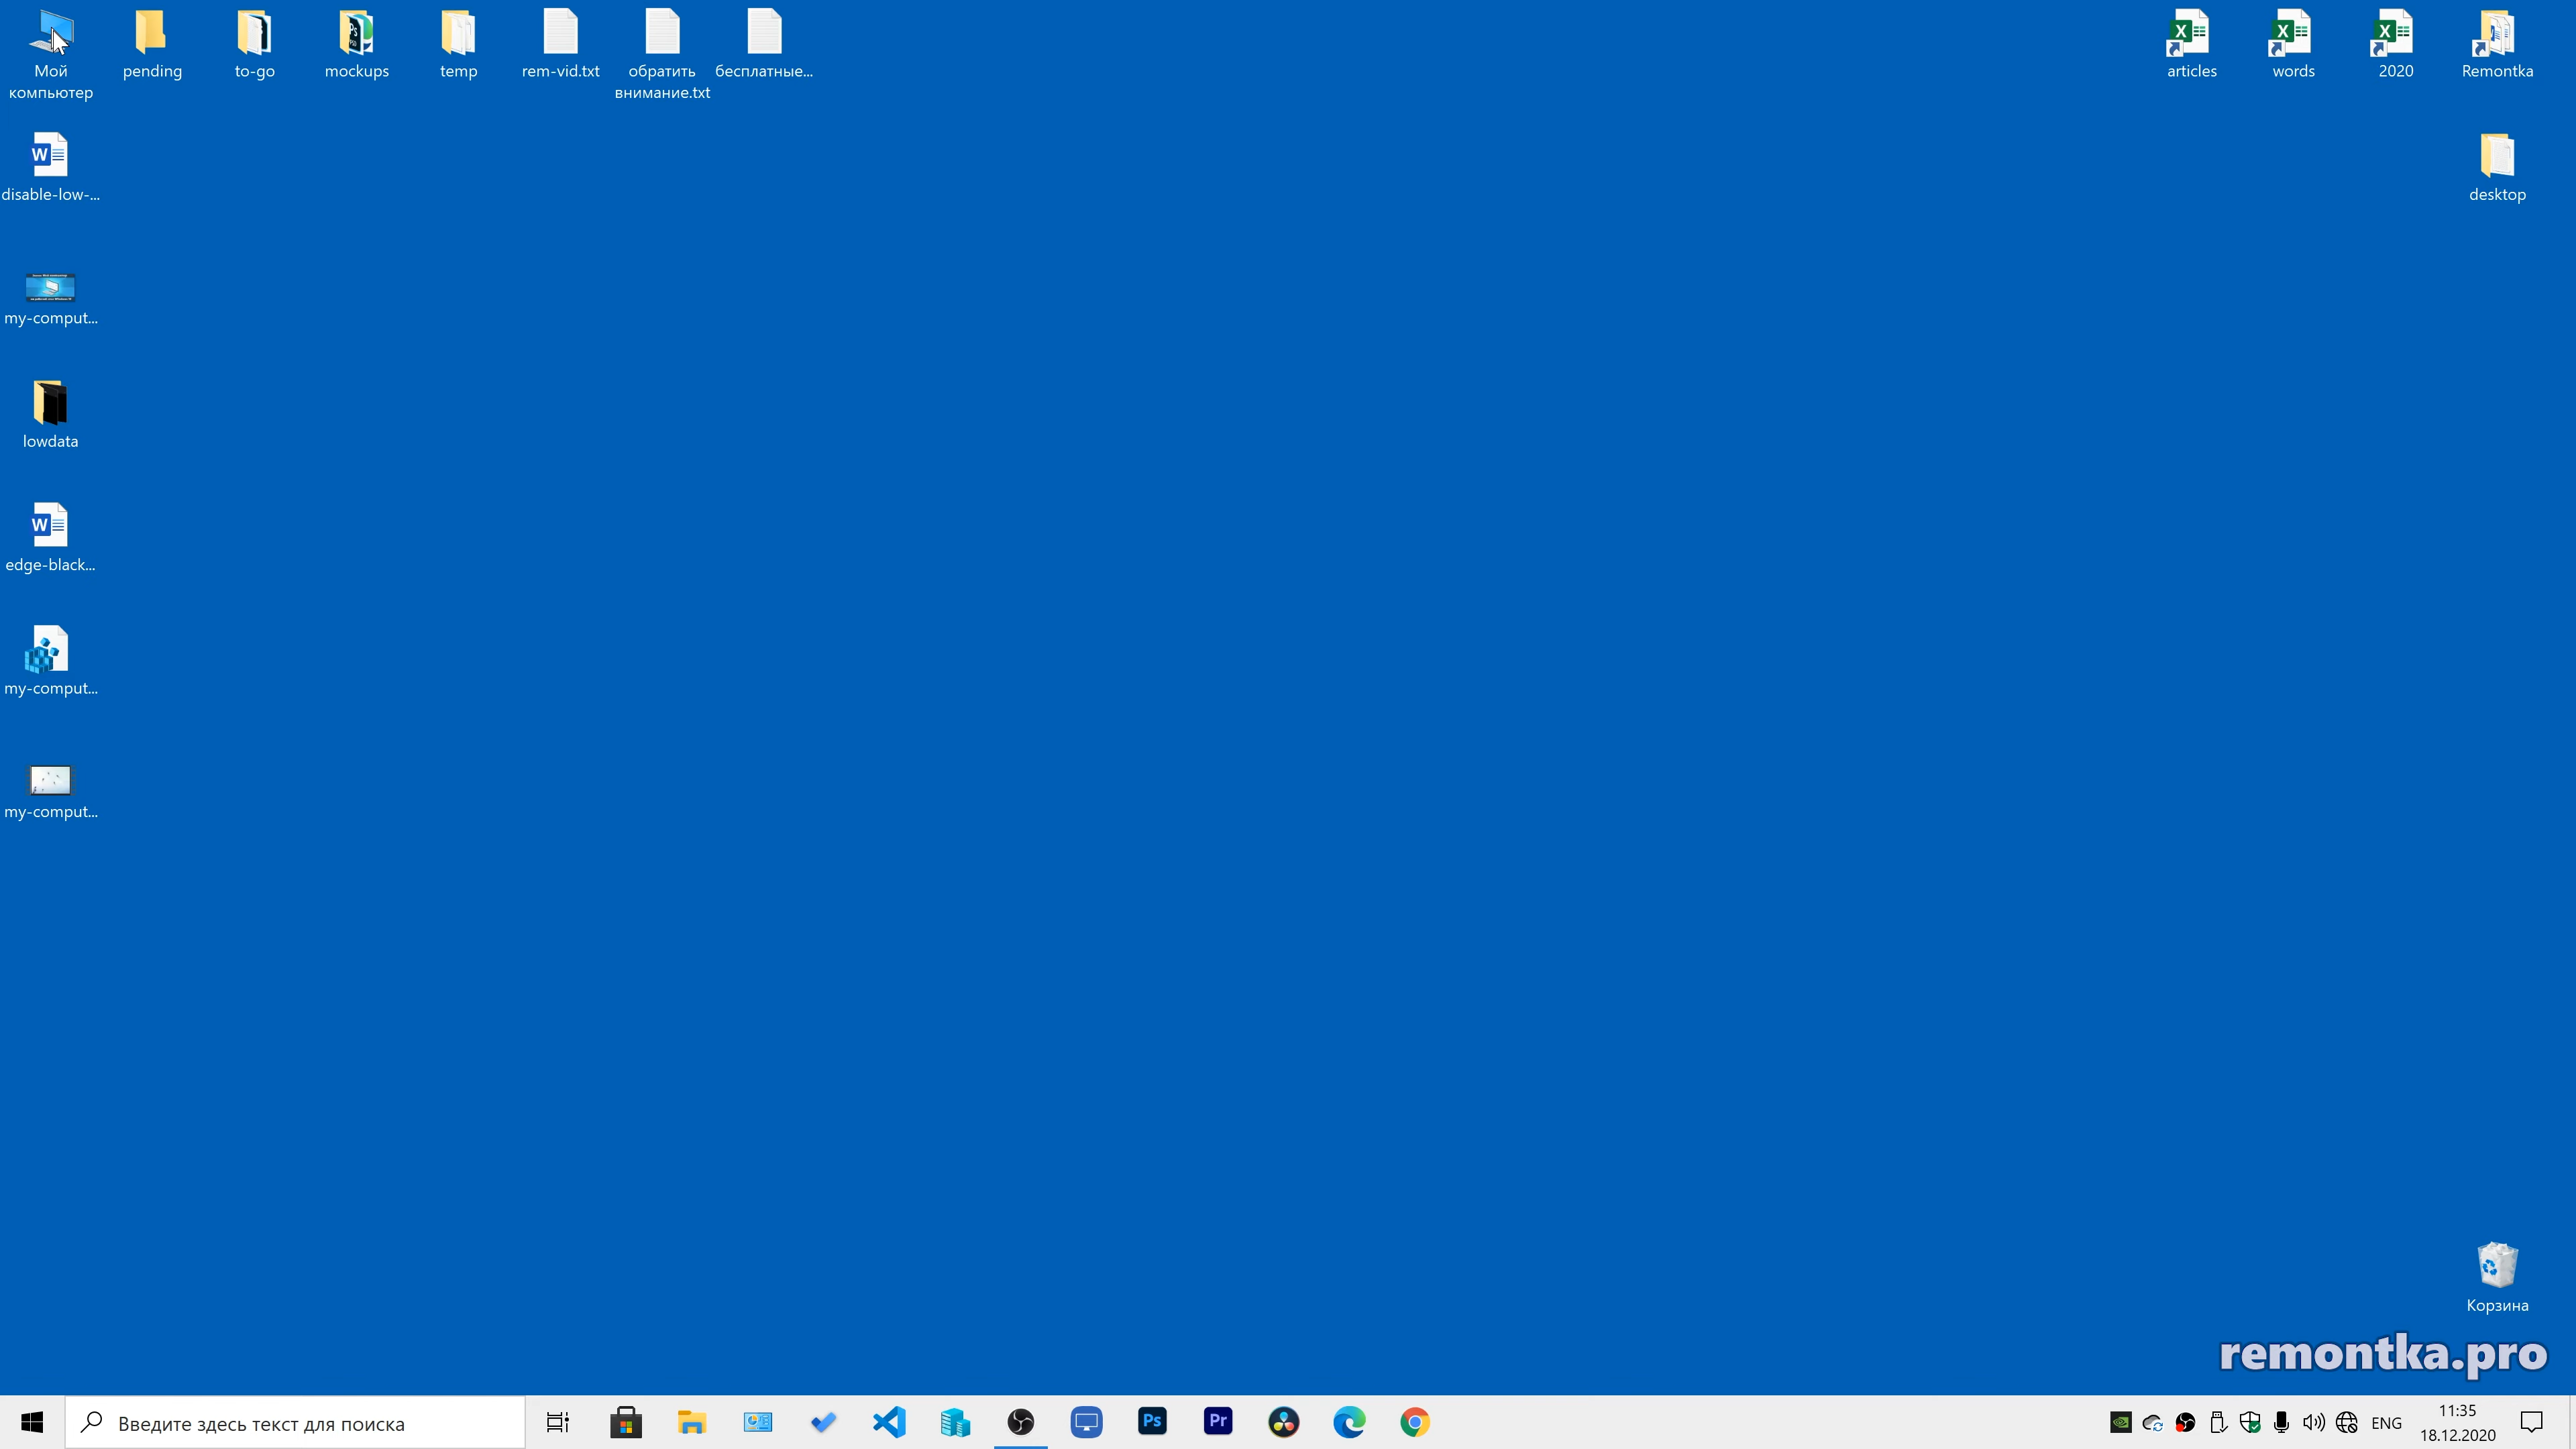 Мой
компьютер
pending
to-go
mockups
temp
rem-vid.txt
обратить
внимание.txt
бесплатные...
articles
words
2020
Remontka
disable-low-...
desktop
my-comput...
lowdata
edge-black...
my-comput...
my-comput...
Корзина
remontka.pro
Введите здесь текст для поиска
Ps
Pr
ENG
11:35
18.12.2020